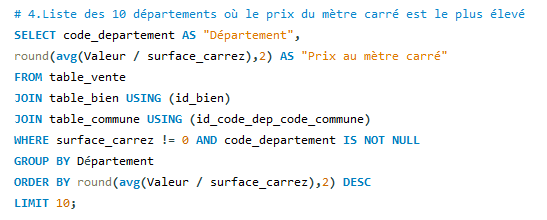 # 4.Liste des 10 départements où le prix du mètre carré est le plus élevé
SELECT code_departement AS "Département",
round(avg(Valeur / surface_carrez),2) AS "Prix au mètre carré"
FROM table_vente
JOIN table_bien USING (id_bien)
JOIN table_commune USING (id_code_dep_code_commune)
WHERE surface_carrez != 0 AND code_departement IS NOT NULL
GROUP BY Département
ORDER BY round(avg(Valeur / surface_carrez),2) DESC
LIMIT 10;